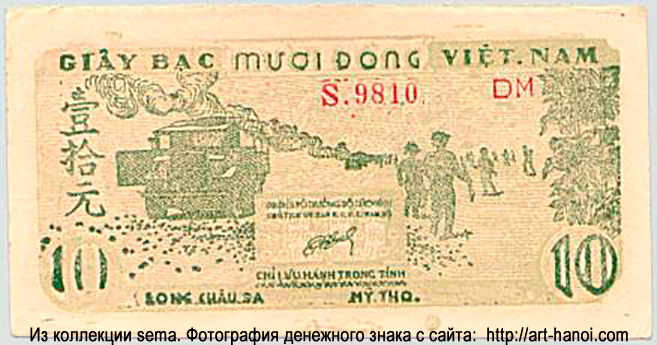 GIẤY BẠC MƯỜI ĐỒNG VIỆT.NAM
S.9810 DM
壹拾元
CHỈ LƯU HÀNH TRONG TỈNH
10 10
LONG.CHÂU.SA MỸ.THO.
Из коллекции sema. Фотография денежного знака с сайта: http://art-hanoi.com